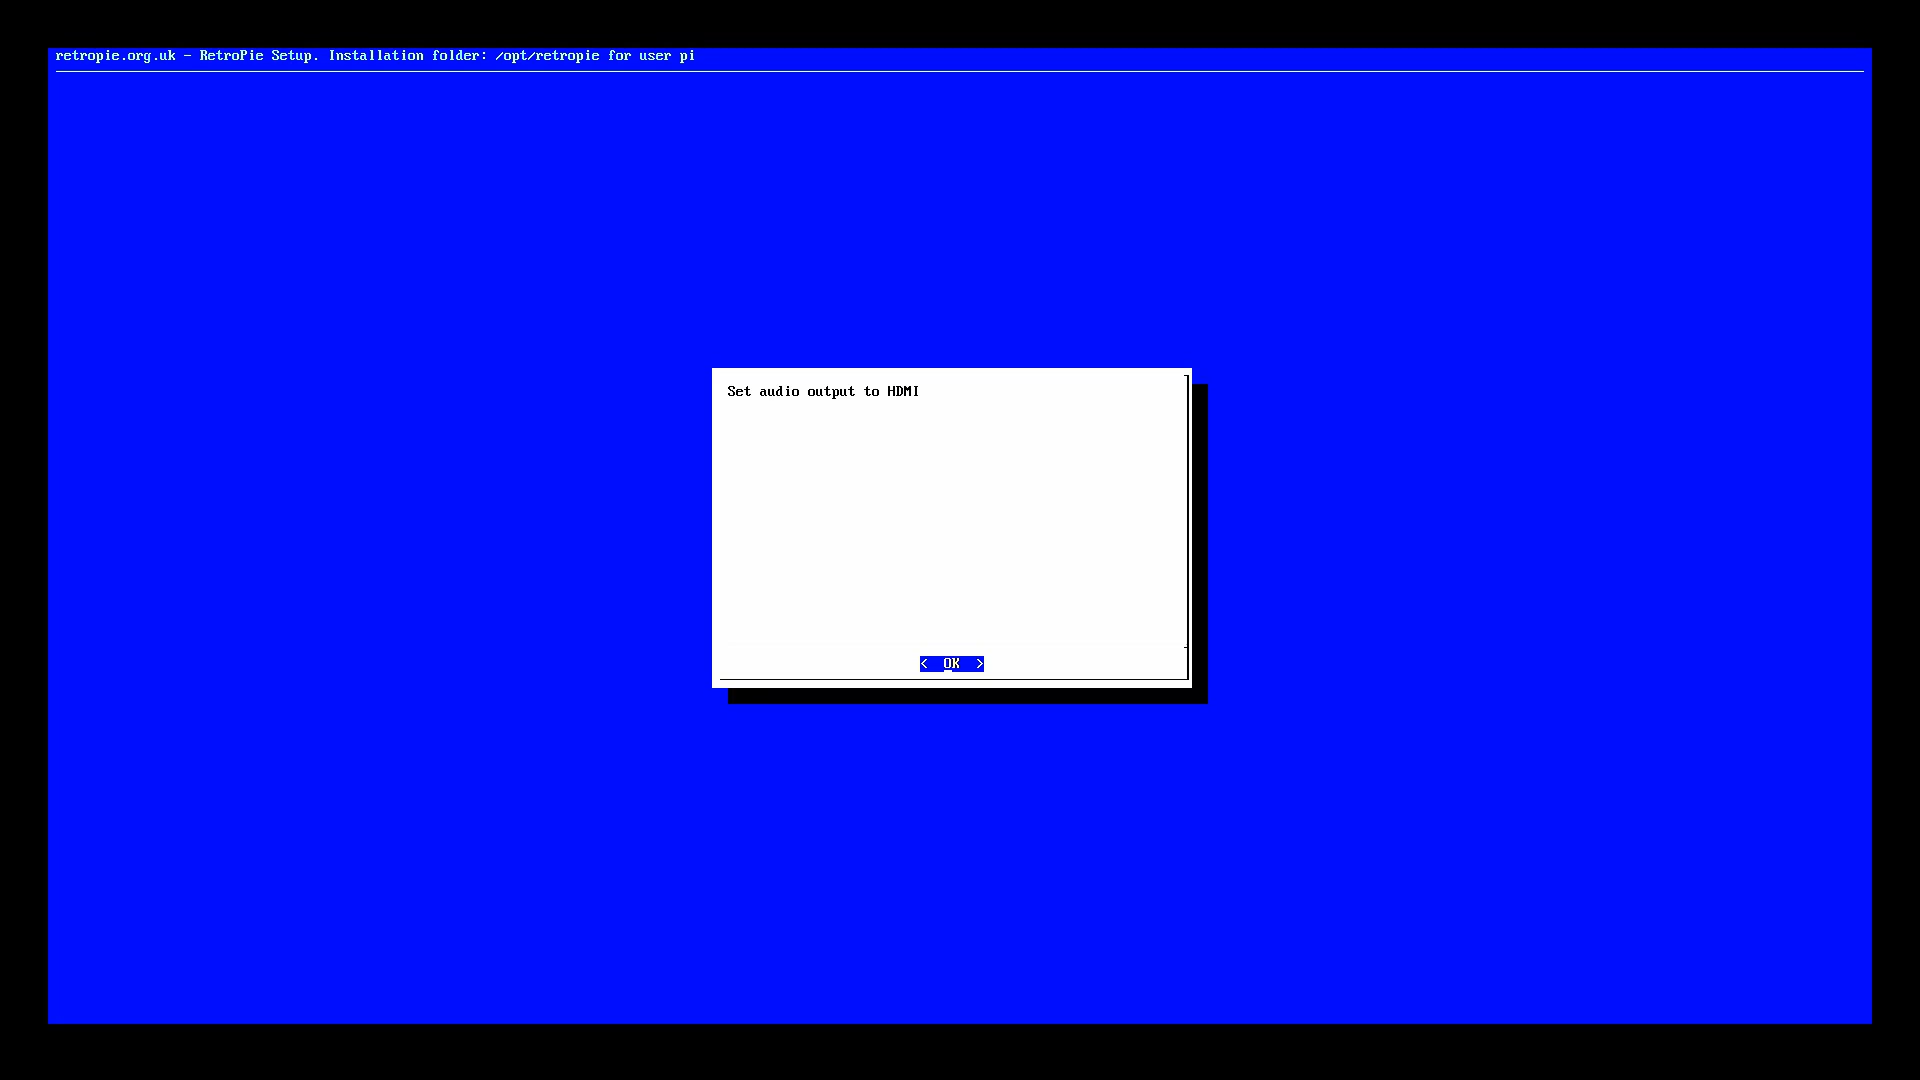 retropie.org.uk - RetroPie Setup. Installation folder: /opt/retropie for user pi
Set audio output to HDMI
< OK >